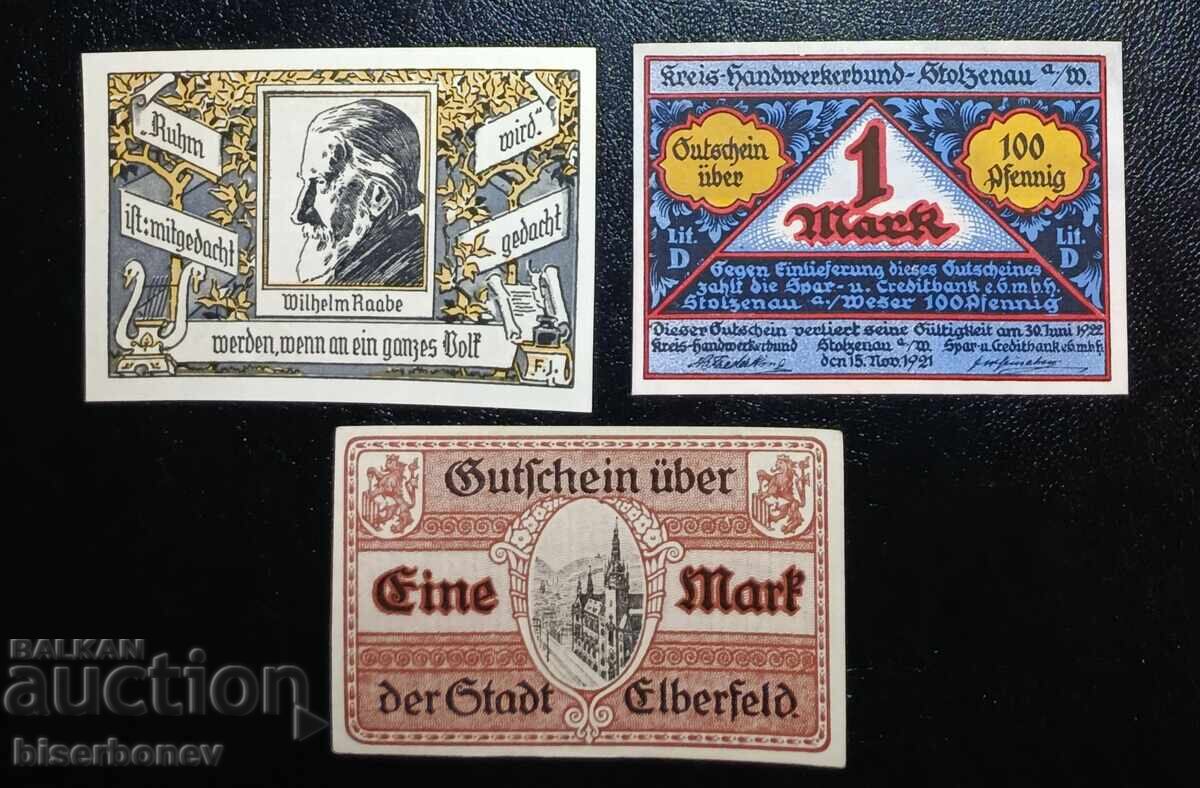 „Ruhm
wird.“
ist: mitgedacht
gedacht
Wilhelm Raabe
werden, wenn an ein ganzes Volk
F. J.
Kreis-Handwerkerbund-Stolzenau a/W.
Gutschein
über
1
Mark
100
Pfennig
Lit.
D
Lit.
D
Gegen Einlieferung dieses Gutscheines
zahlt die Spar- u. Creditbank e.G.m.b.h.
Stolzenau a./Weser 100 Pfennig
Dieser Gutschein verliert seine Gültigkeit am 30. Juni 1922
Kreis-Handwerkerbund Stolzenau a/W. Spar-u. Creditbank e.G.m.b.h.
den 15. Nov. 1921
Gutschein über
Eine Mark
der Stadt Elberfeld.
BALKAN
auction
biserbonev